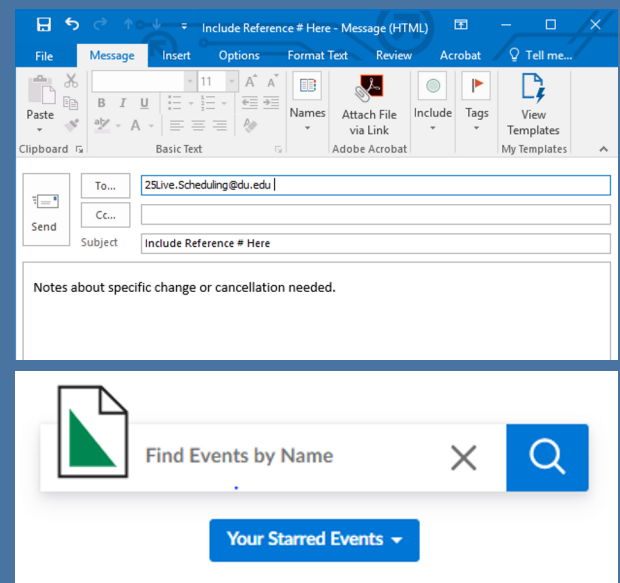 Include Reference # Here - Message (HTML)
File Message Insert Options Format Text Review Acrobat Tell me...
11 A A
Paste B I U Names Attach File via Link Include Tags View Templates
ab A
Clipboard Basic Text Adobe Acrobat My Templates
To... 25Live.Scheduling@du.edu
Cc...
Send
Subject Include Reference # Here
Notes about specific change or cancellation needed.
Find Events by Name
Your Starred Events